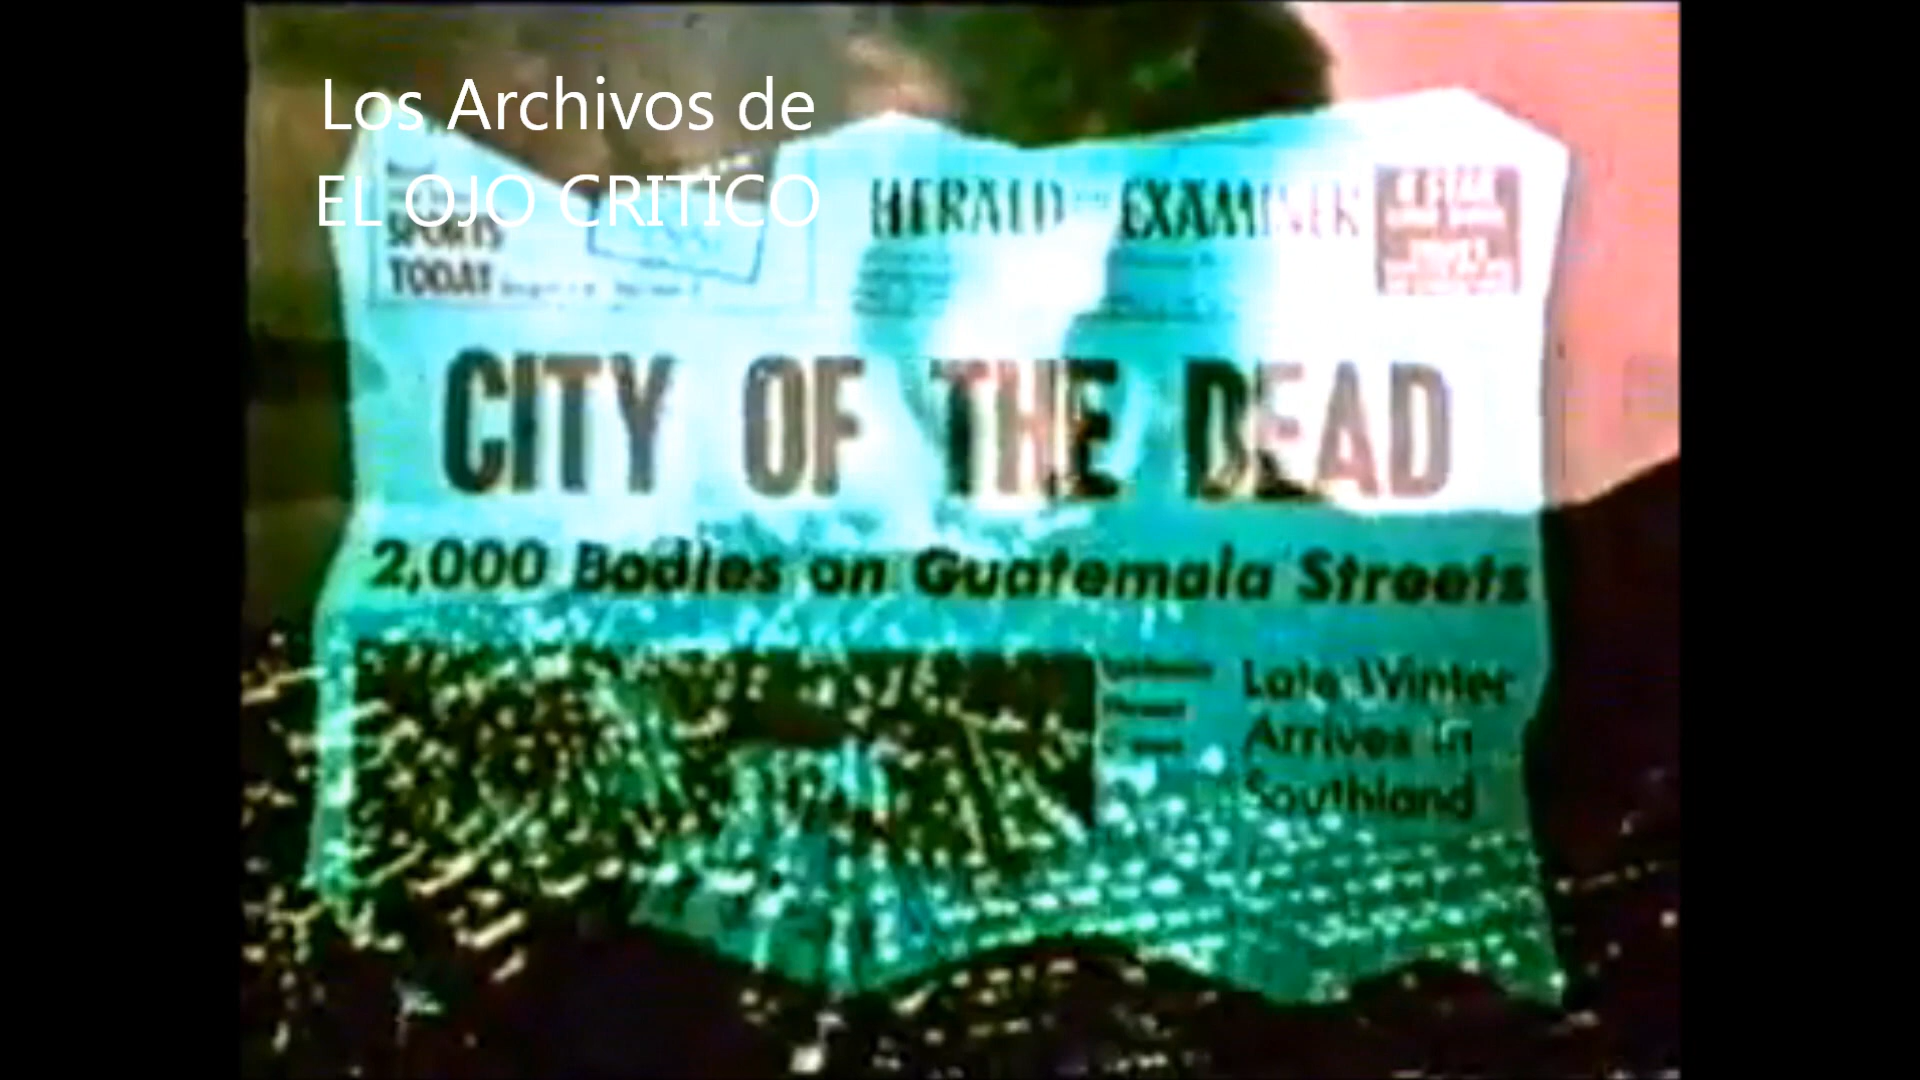 Los Archivos de
EL OJO CRITICO
SPORTS
TODAY
HERALD EXAMINER
CITY OF THE DEAD
2,000 Bodies on Guatemala Streets
Late Winter
Arrives in
Southland